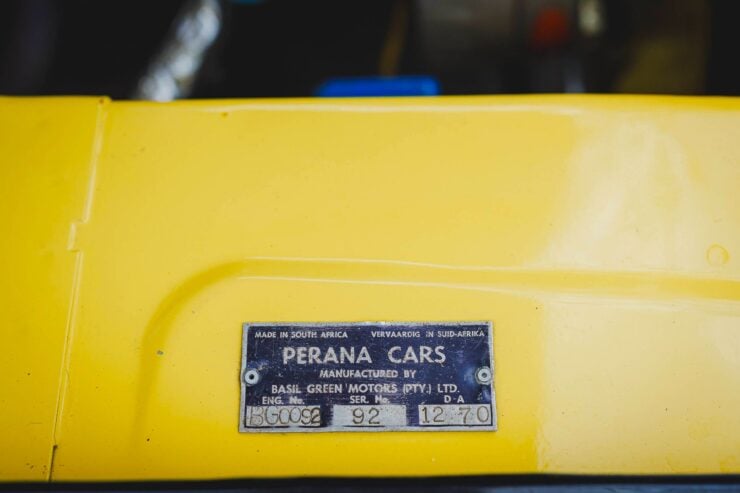 MADE IN SOUTH AFRICA VERVAARDIG IN SUID-AFRIKA
PERANA CARS
MANUFACTURED BY
BASIL GREEN MOTORS (PTY.) LTD.
ENG. No. SER. No. D-A
BG0092 92 12 70